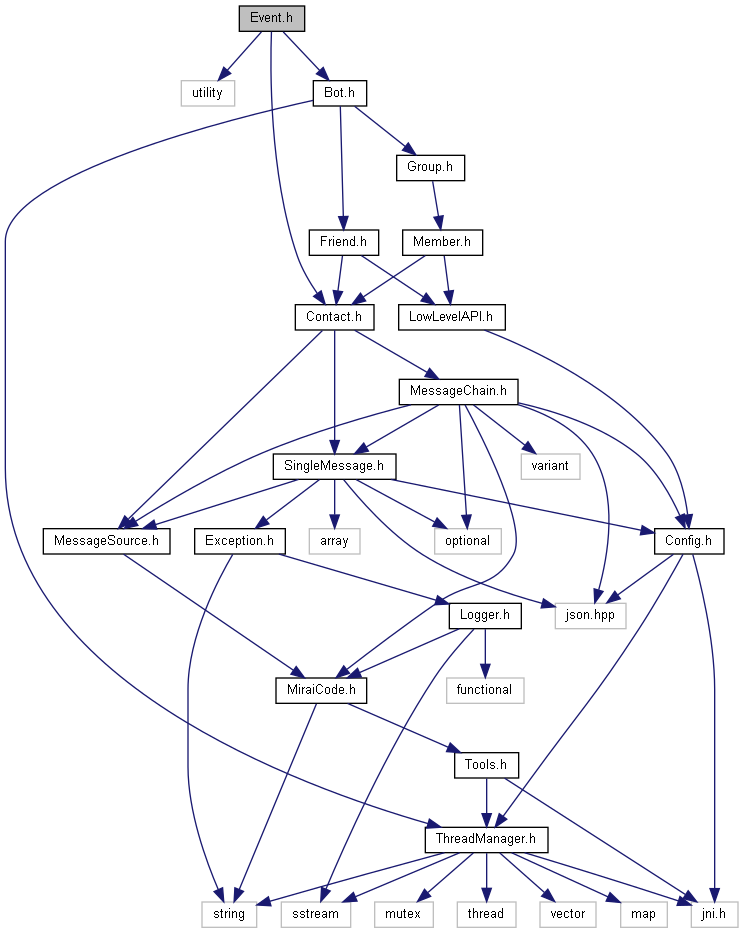 Event.h
utility
Bot.h
Group.h
Friend.h
Member.h
Contact.h
LowLevelAPI.h
MessageChain.h
SingleMessage.h
variant
MessageSource.h
Exception.h
array
optional
Config.h
json.hpp
Logger.h
MiraiCode.h
functional
Tools.h
ThreadManager.h
string
sstream
mutex
thread
vector
map
jni.h